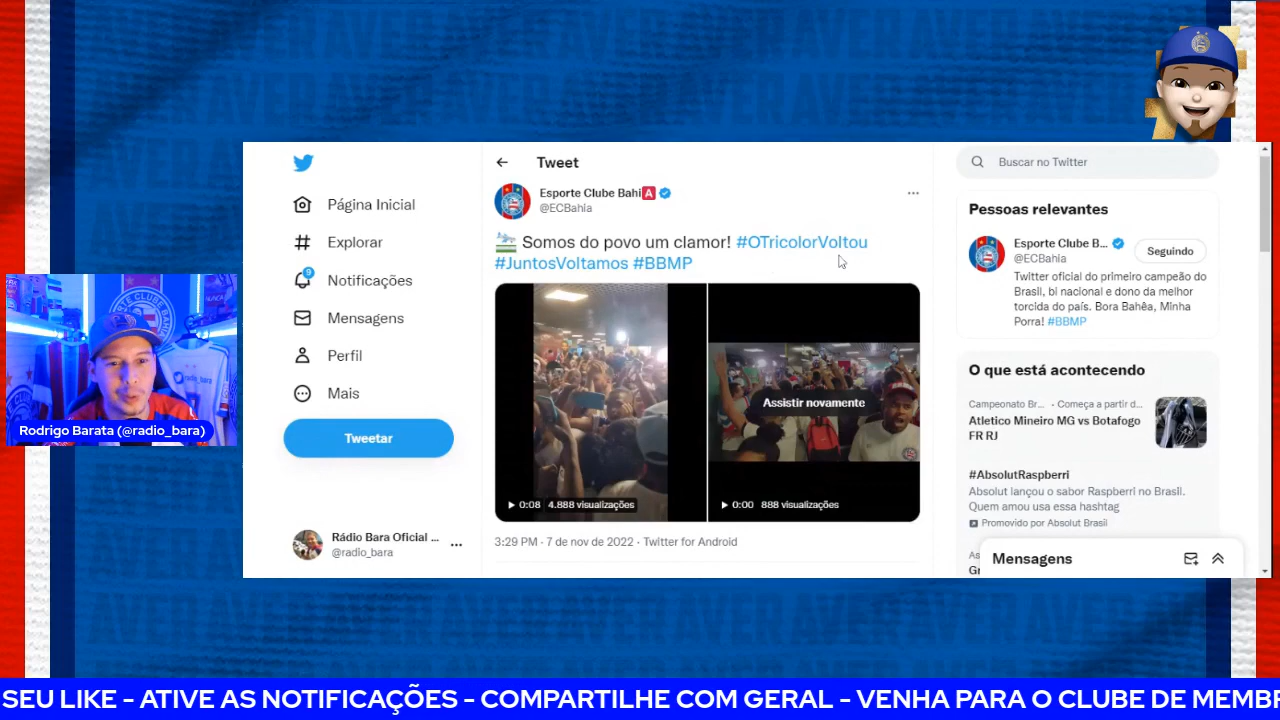 Tweet
Buscar no Twitter
Esporte Clube Bahi🅰
@ECBahia
Somos do povo um clamor! #OTricolorVoltou
#JuntosVoltamos #BBMP
Assistir novamente
0:08 4.888 visualizações
0:00 888 visualizações
3:29 PM · 7 de nov de 2022 · Twitter for Android
Página Inicial
Explorar
9
Notificações
Mensagens
Perfil
Mais
Tweetar
Rádio Bara Oficial ...
@radio_bara
Pessoas relevantes
Esporte Clube B...
@ECBahia
Seguindo
Twitter oficial do primeiro campeão do
Brasil, bi nacional e dono da melhor
torcida do país. Bora Bahêa, Minha
Porra! #BBMP
O que está acontecendo
Campeonato Br... · Começa a partir d...
Atletico Mineiro MG vs Botafogo
FR RJ
#AbsolutRaspberri
Absolut lançou o sabor Raspberri no Brasil.
Quem amou usa essa hashtag
Promovido por Absolut Brasil
As
Gr
Mensagens
Rodrigo Barata (@radio_bara)
SEU LIKE - ATIVE AS NOTIFICAÇÕES - COMPARTILHE COM GERAL - VENHA PARA O CLUBE DE MEMB